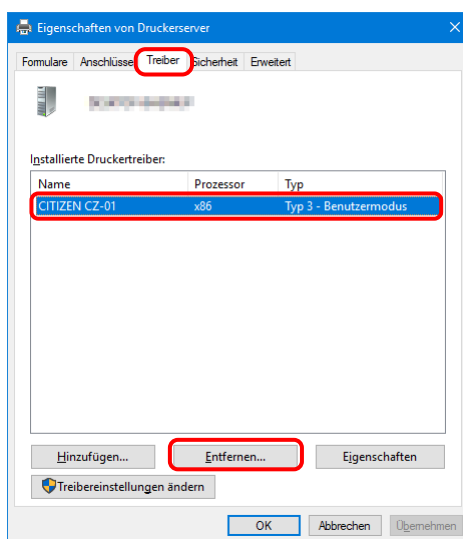 Eigenschaften von Druckerserver
Formulare Anschlüsse Treiber Sicherheit Erweitert
Installierte Druckertreiber:
Name Prozessor Typ
CITIZEN CZ-01 x86 Typ 3 - Benutzermodus
Hinzufügen... Entfernen... Eigenschaften
Treibereinstellungen ändern
OK Abbrechen Übernehmen